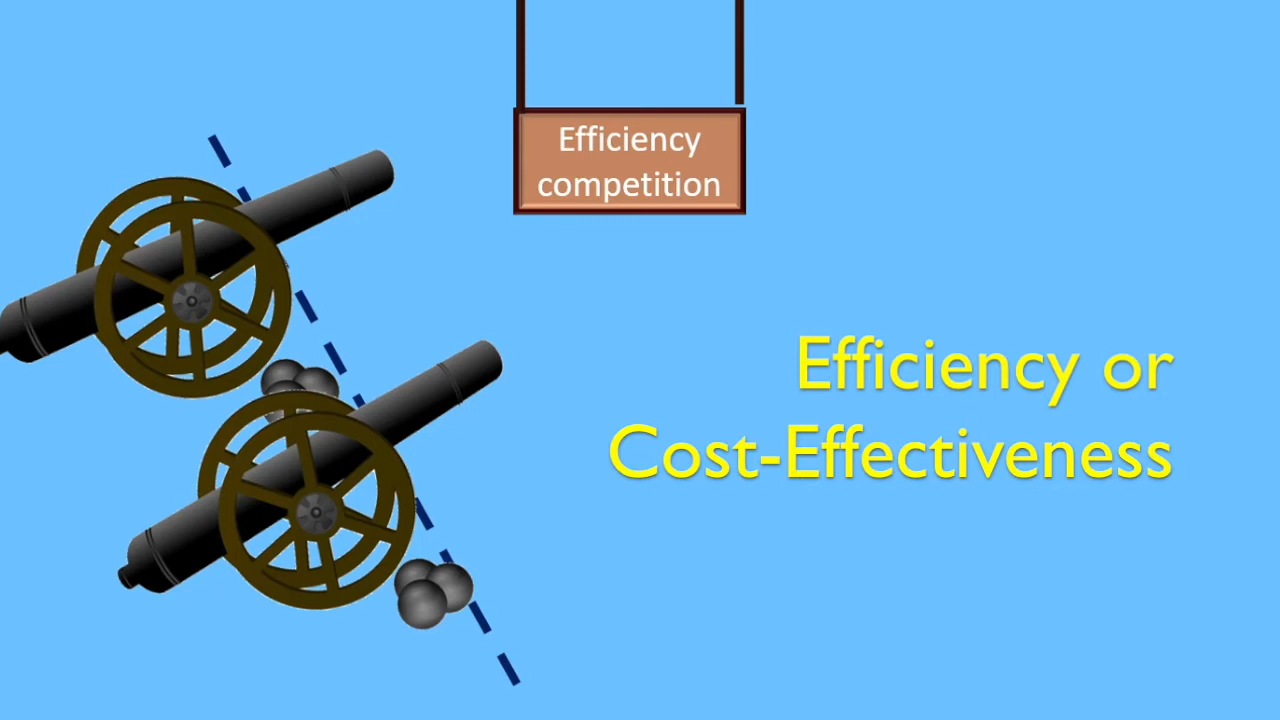 Efficiency
competition
Efficiency or
Cost-Effectiveness